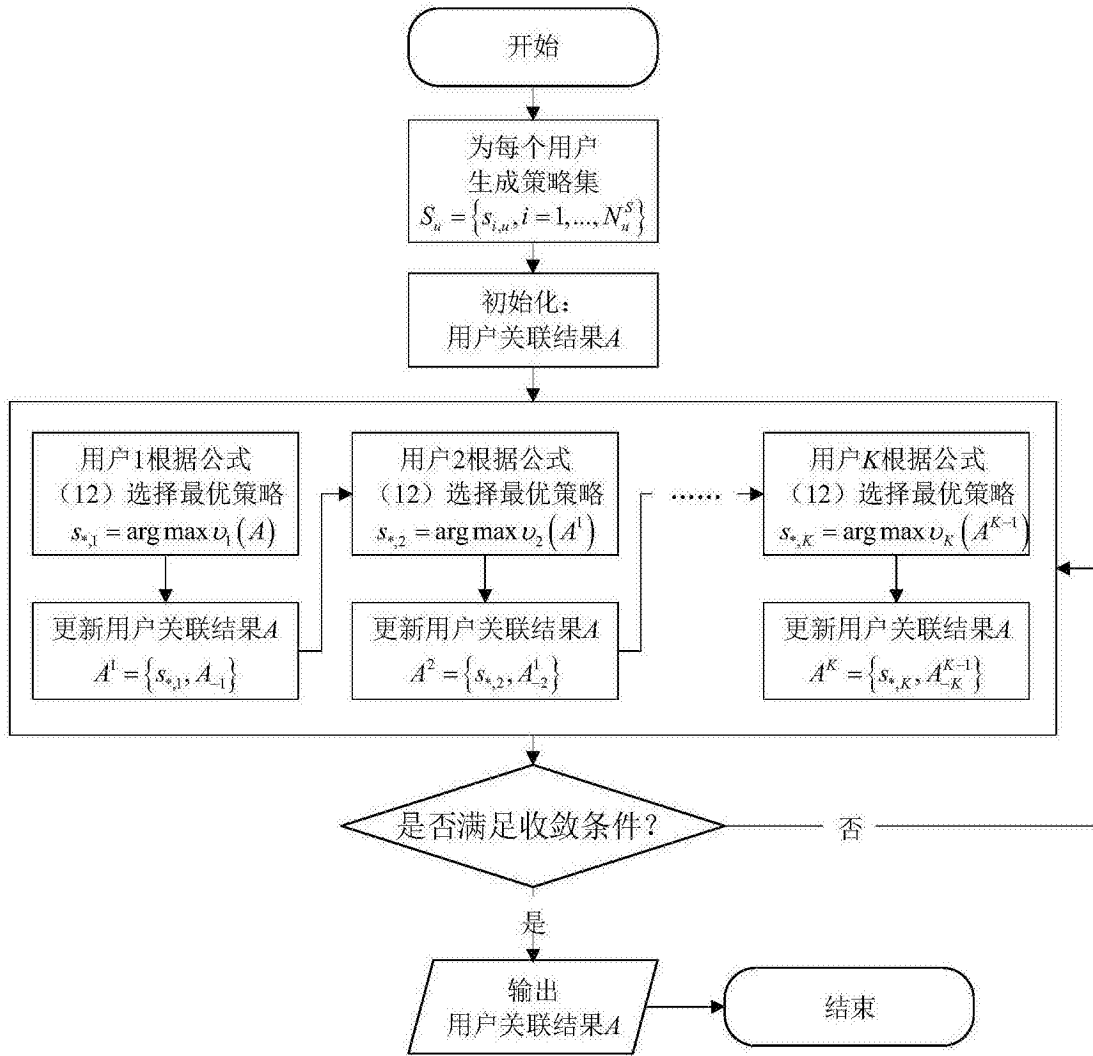 开始
为每个用户
生成策略集
S_u = {s_{i,u}, i = 1,..., N_u^S}
初始化：
用户关联结果A
用户1根据公式
（12）选择最优策略
s_{*,1} = arg max υ_1(A)
更新用户关联结果A
A^1 = {s_{*,1}, A_{-1}}
用户2根据公式
（12）选择最优策略
s_{*,2} = arg max υ_2(A^1)
更新用户关联结果A
A^2 = {s_{*,2}, A_{-2}^1}
……
用户K根据公式
（12）选择最优策略
s_{*,K} = arg max υ_K(A^{K-1})
更新用户关联结果A
A^K = {s_{*,K}, A_{-K}^{K-1}}
是否满足收敛条件？
否
是
输出
用户关联结果A
结束